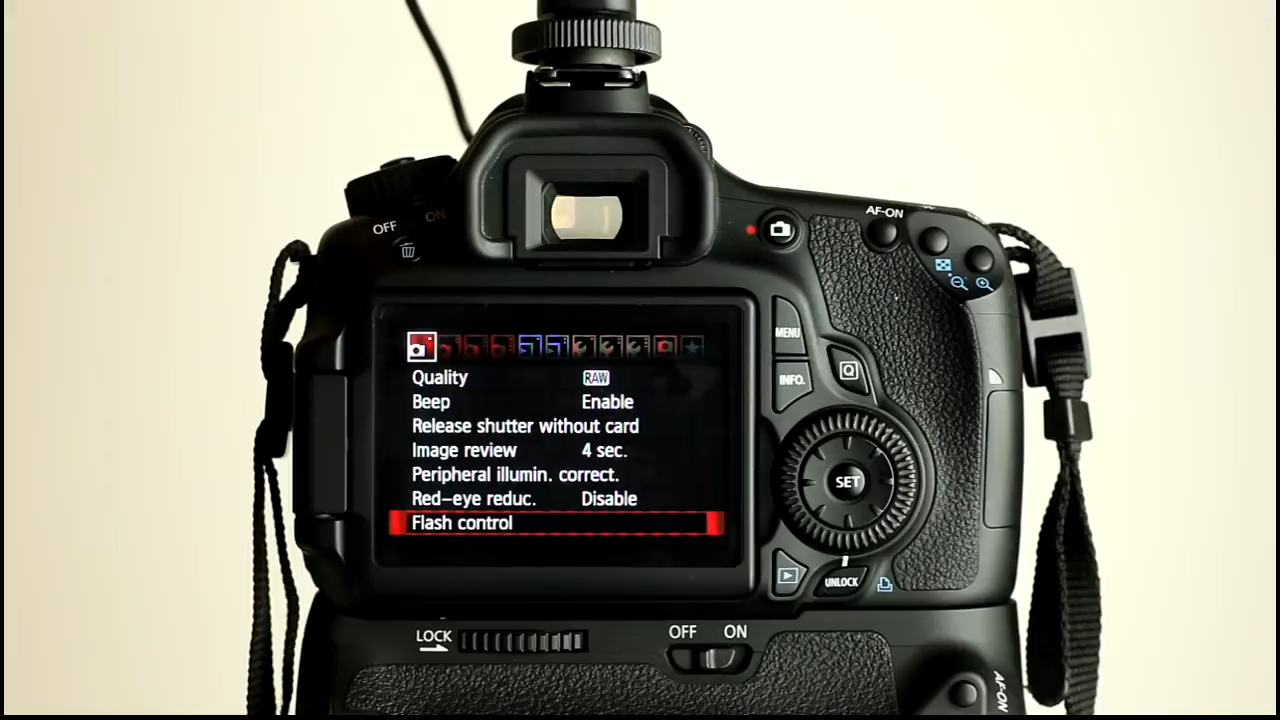 OFF ON
AF-ON
MENU
INFO.
Q
SET
UNLOCK
Quality RAW
Beep Enable
Release shutter without card
Image review 4 sec.
Peripheral illumin. correct.
Red-eye reduc. Disable
Flash control
LOCK
OFF ON
AF-ON